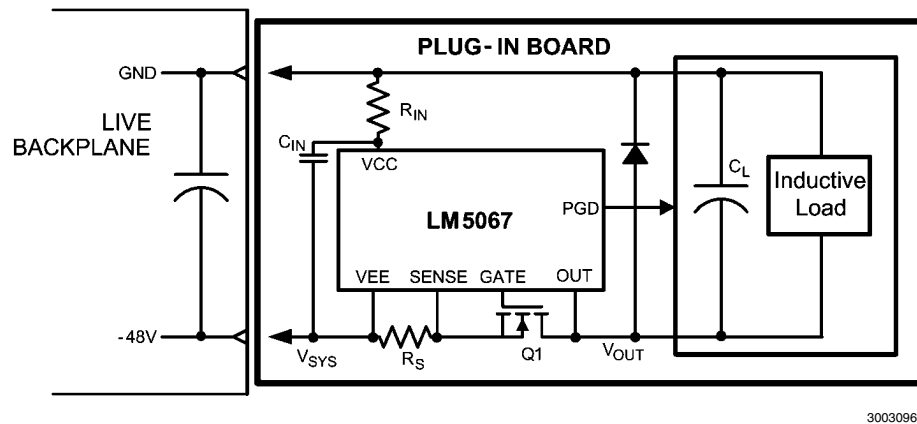 PLUG-IN BOARD
GND
LIVE
BACKPLANE
-48V
R_IN
C_IN
VCC
LM5067
PGD
VEE SENSE GATE OUT
V_SYS
R_S
Q1
V_OUT
C_L
Inductive
Load
3003096